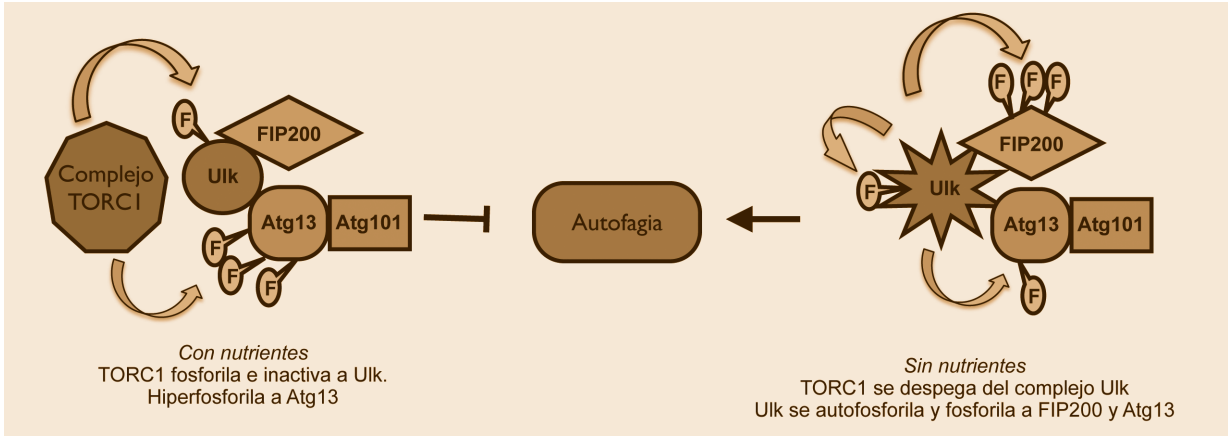 F
FIP200
Complejo
TORC1
Ulk
Atg13
Atg101
F
F
F
Con nutrientes
TORC1 fosforila e inactiva a Ulk.
Hiperfosforila a Atg13
Autofagia
F
F
F
FIP200
F
Ulk
Atg13
Atg101
F
Sin nutrientes
TORC1 se despega del complejo Ulk
Ulk se autofosforila y fosforila a FIP200 y Atg13